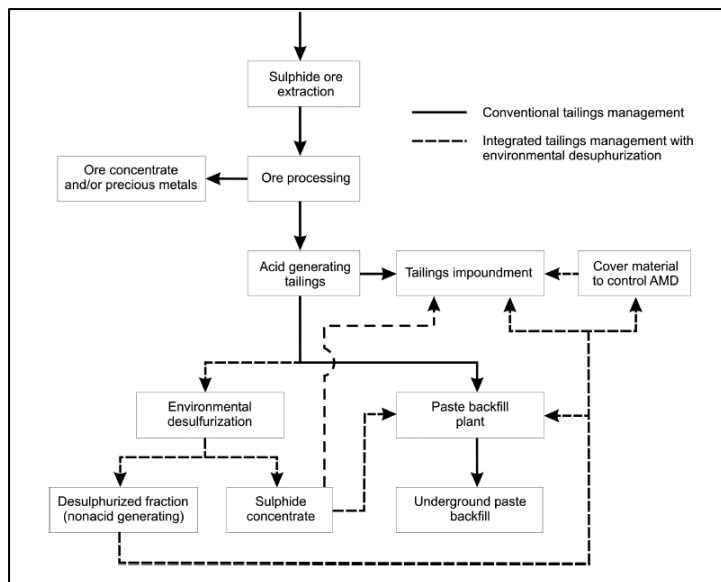 Sulphide ore
extraction
Conventional tailings management
Integrated tailings management with
environmental desuphurization
Ore concentrate
and/or precious metals
Ore processing
Acid generating
tailings
Tailings impoundment
Cover material
to control AMD
Environmental
desulfurization
Paste backfill
plant
Desulphurized fraction
(nonacid generating)
Sulphide
concentrate
Underground paste
backfill